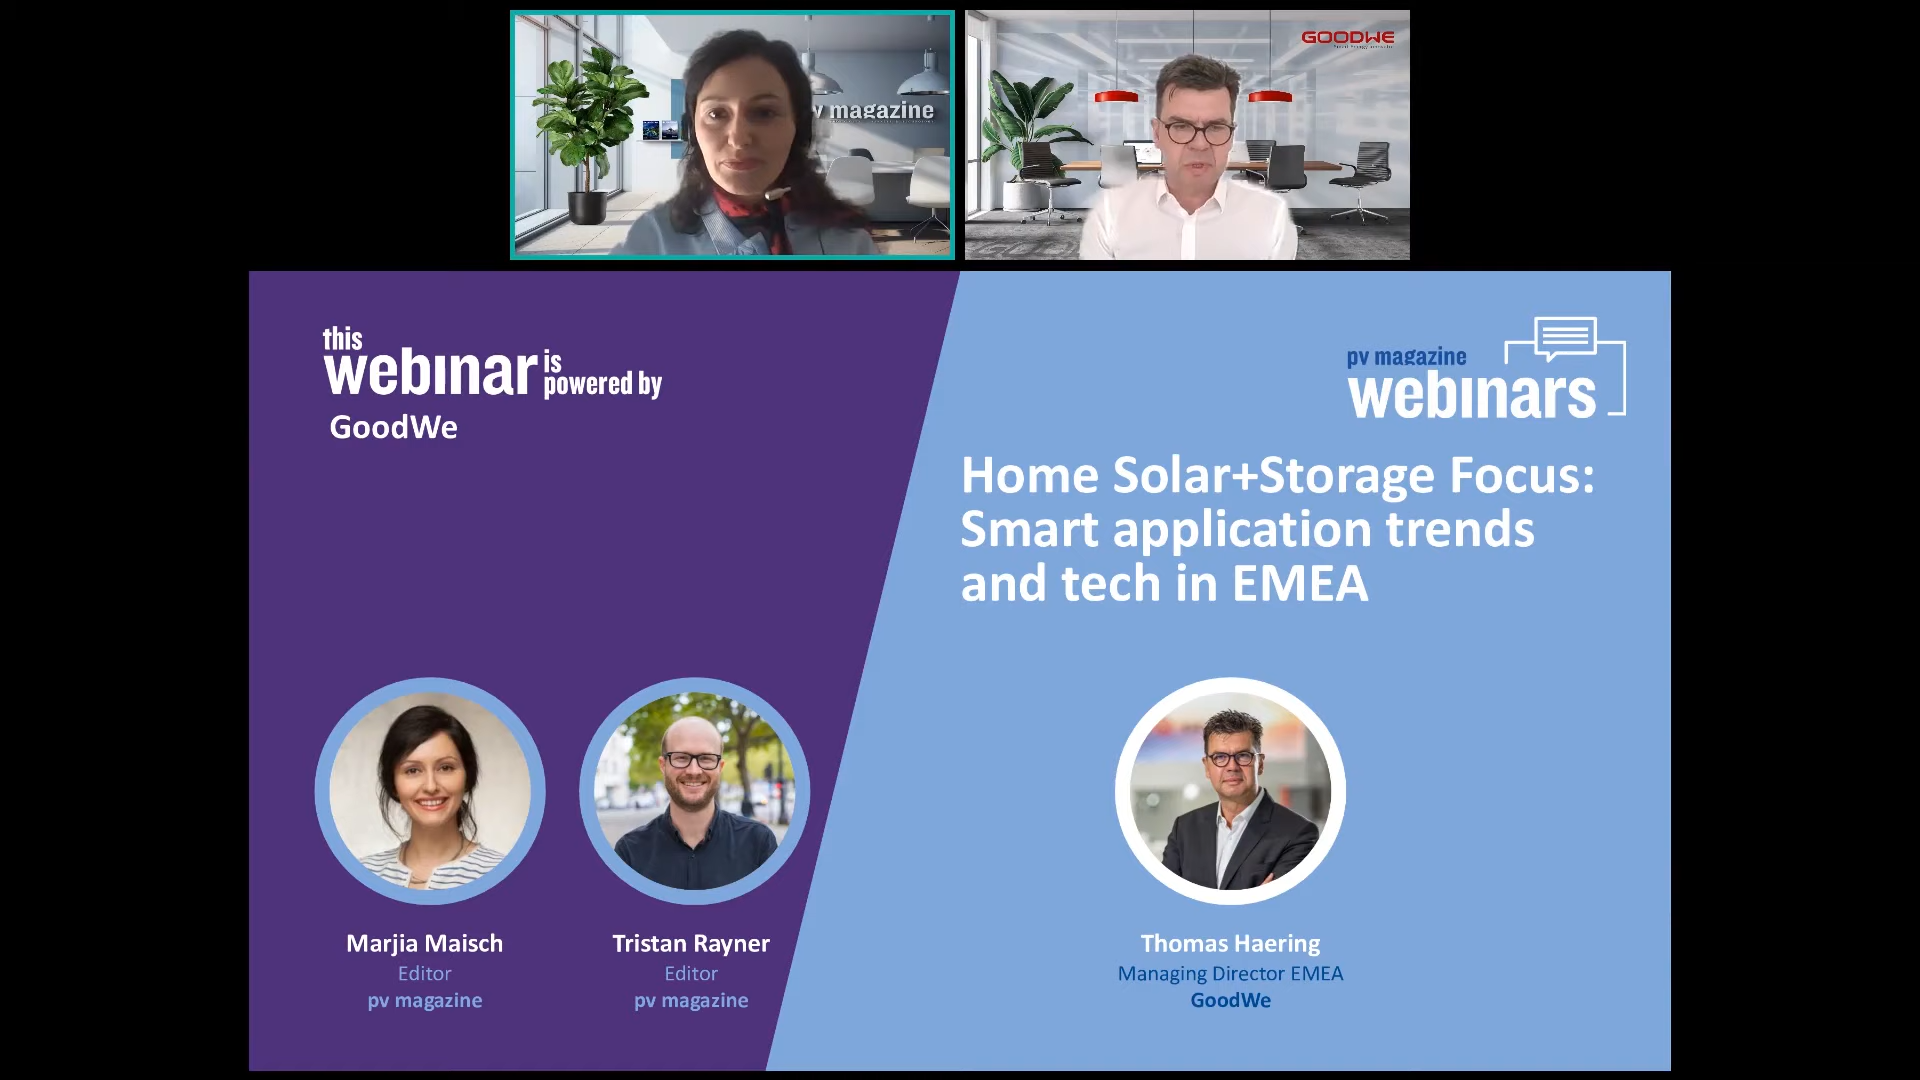 v magazine
GOODWE
this
webinar is
powered by
GoodWe
pv magazine
webinars
Home Solar+Storage Focus:
Smart application trends
and tech in EMEA
Marjia Maisch
Editor
pv magazine
Tristan Rayner
Editor
pv magazine
Thomas Haering
Managing Director EMEA
GoodWe